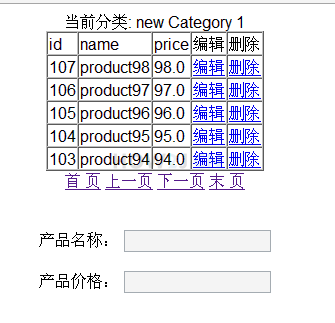 当前分类: new Category 1
id name price 编辑 删除
107 product98 98.0 编辑 删除
106 product97 97.0 编辑 删除
105 product96 96.0 编辑 删除
104 product95 95.0 编辑 删除
103 product94 94.0 编辑 删除
首 页 上一页 下一页 末 页
产品名称：
产品价格：